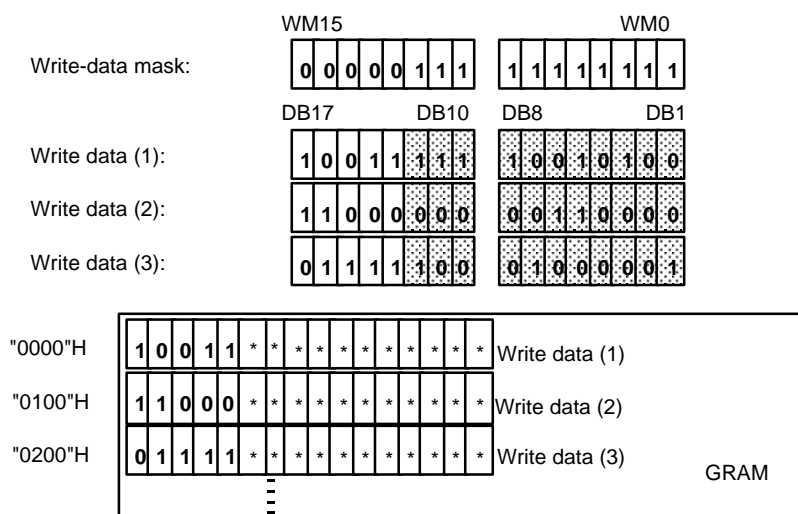 WM15 WM0
Write-data mask: 0 0 0 0 0 1 1 1 1 1 1 1 1 1 1 1
DB17 DB10 DB8 DB1
Write data (1): 1 0 0 1 1 1 1 1 1 0 0 1 0 1 0 0
Write data (2): 1 1 0 0 0 0 0 0 0 0 1 1 0 0 0 0
Write data (3): 0 1 1 1 1 1 0 0 0 1 0 0 0 0 0 1
"0000"H 1 0 0 1 1 * * * * * * * * * * * Write data (1)
"0100"H 1 1 0 0 0 * * * * * * * * * * * Write data (2)
"0200"H 0 1 1 1 1 * * * * * * * * * * * Write data (3)
GRAM